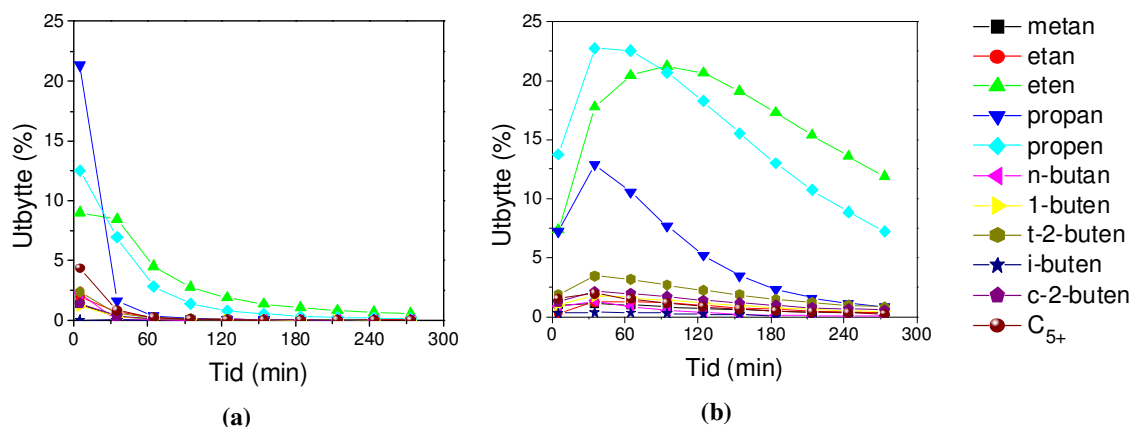 25
20
15
10
5
0
Utbytte (%)
0 60 120 180 240 300
Tid (min)
(a)
25
20
15
10
5
0
Utbytte (%)
0 60 120 180 240 300
Tid (min)
(b)
metan
etan
eten
propan
propen
n-butan
1-buten
t-2-buten
i-buten
c-2-buten
C5+